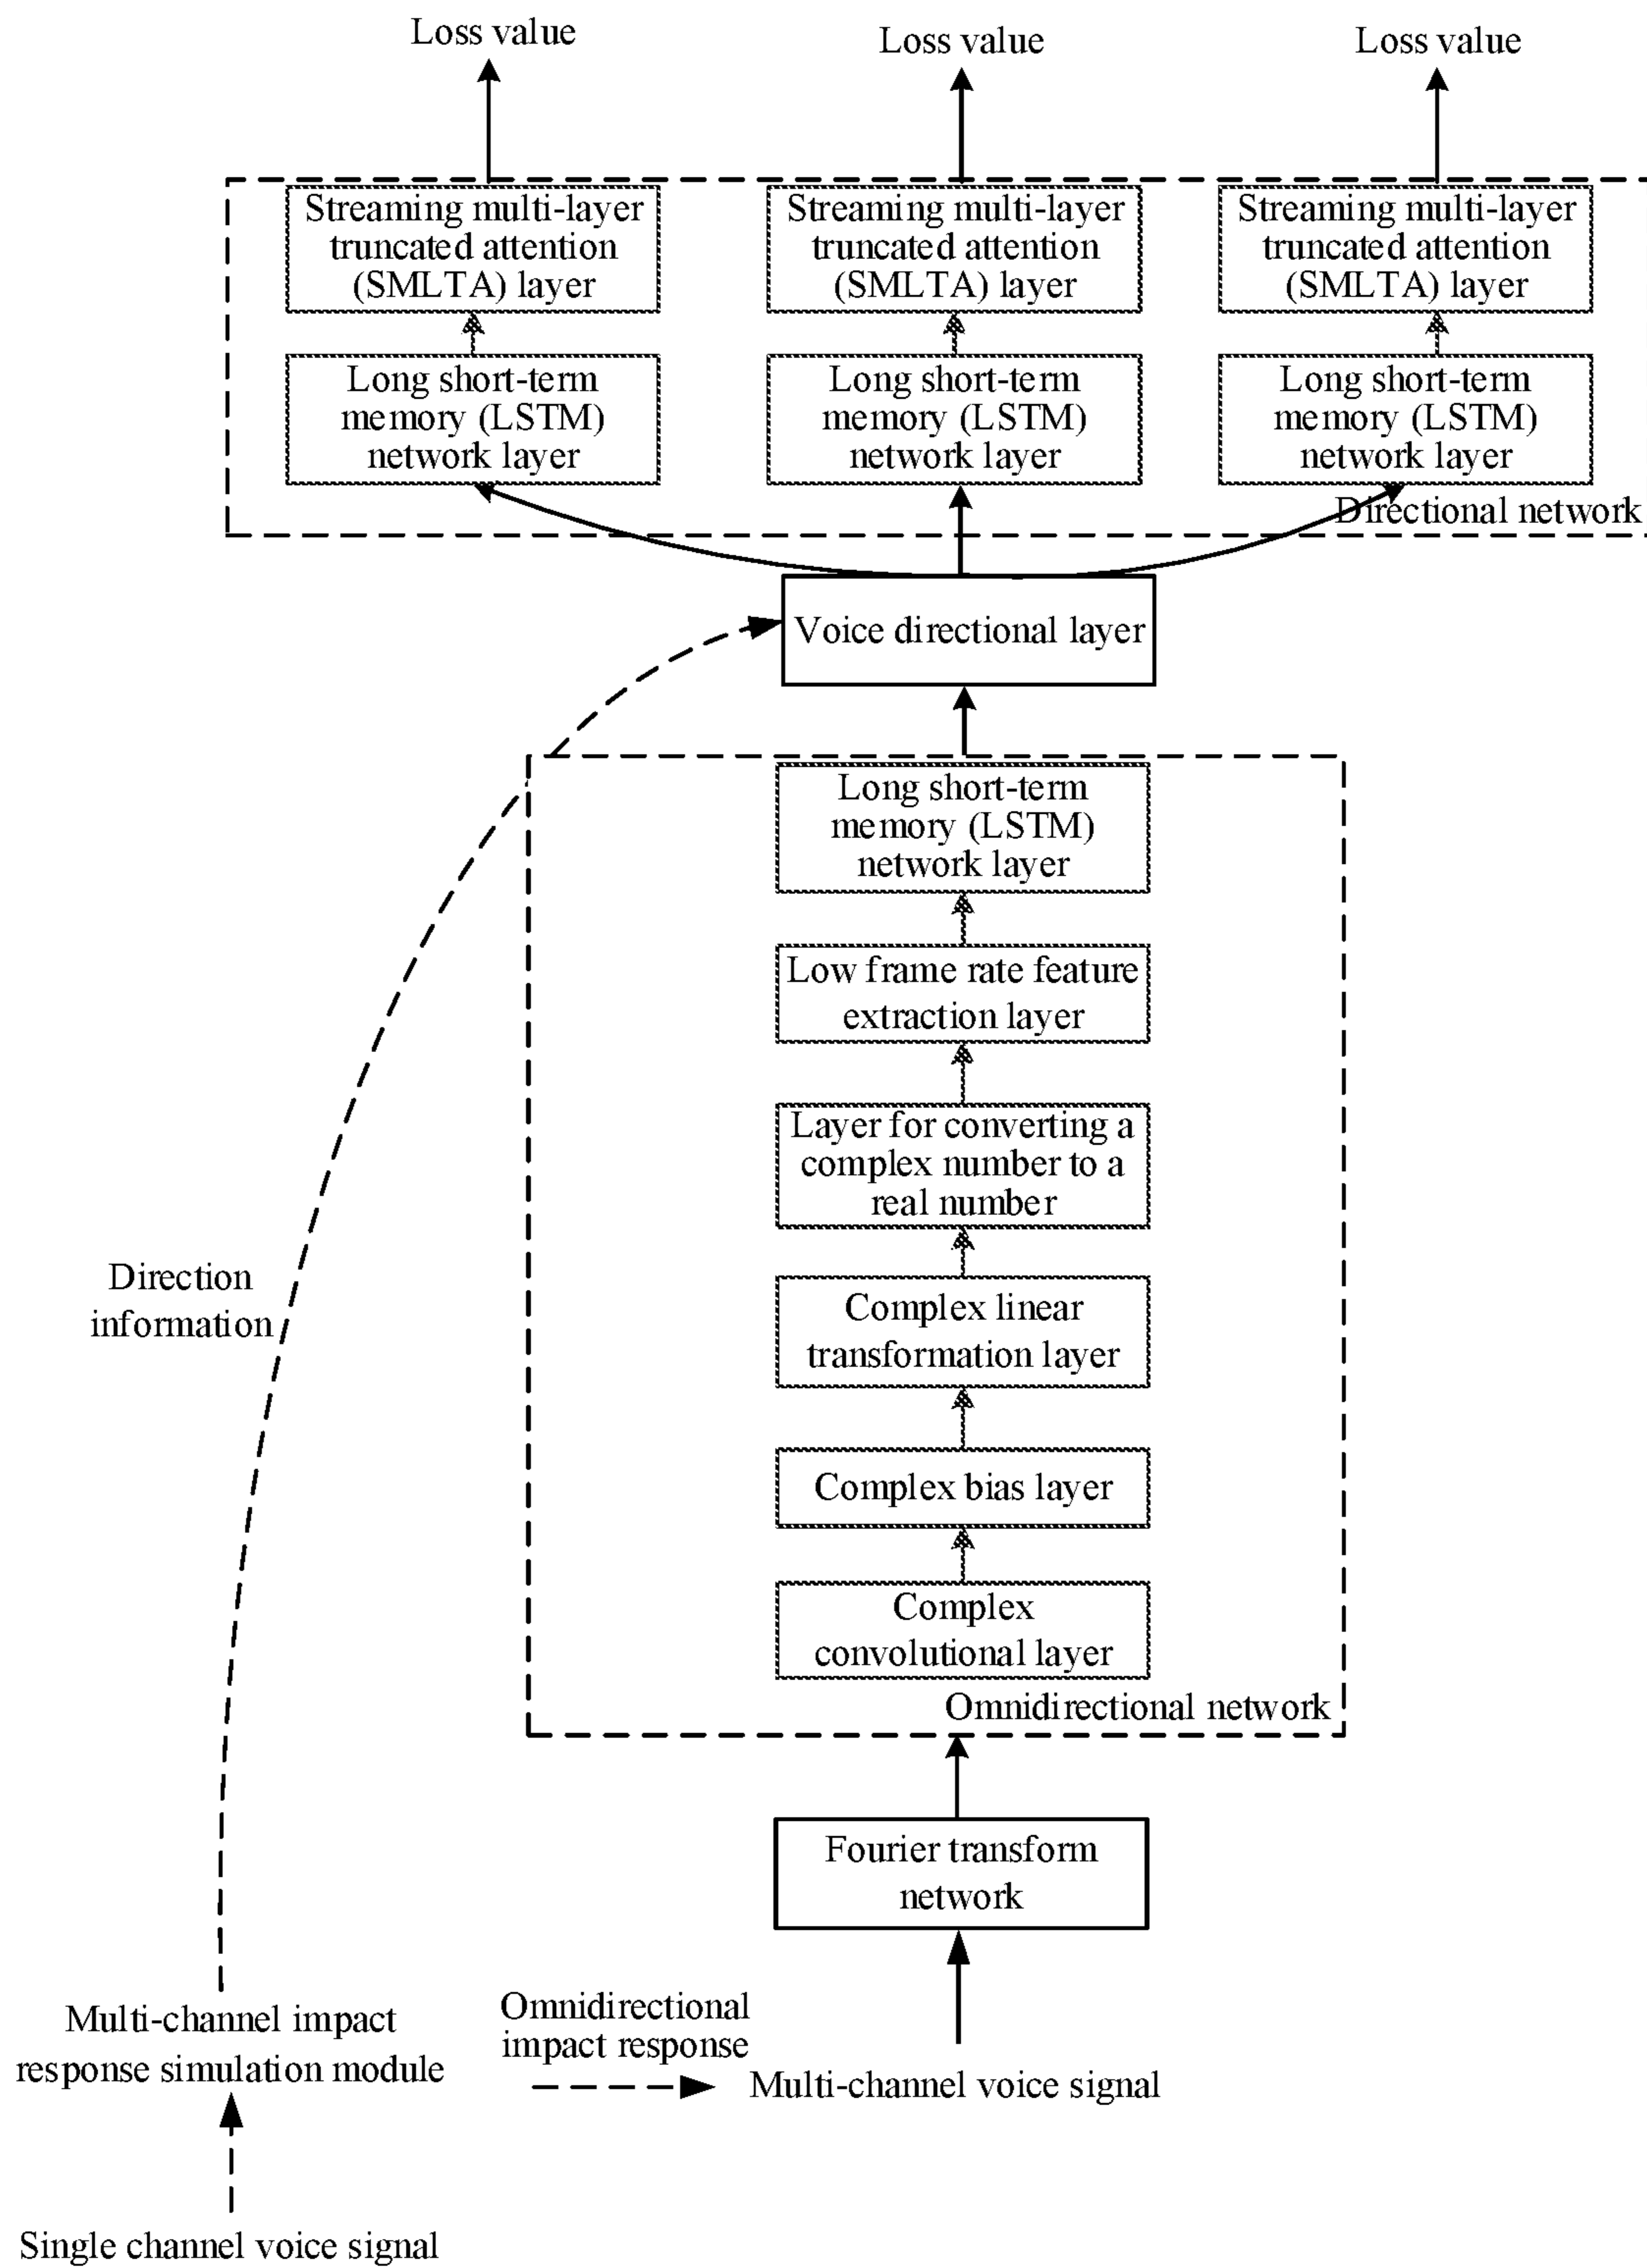 Loss value
Loss value
Loss value
Streaming multi-layer
truncated attention
(SMLTA) layer
Streaming multi-layer
truncated attention
(SMLTA) layer
Streaming multi-layer
truncated attention
(SMLTA) layer
Long short-term
memory (LSTM)
network layer
Long short-term
memory (LSTM)
network layer
Long short-term
memory (LSTM)
network layer
Directional network
Voice directional layer
Long short-term
memory (LSTM)
network layer
Low frame rate feature
extraction layer
Layer for converting a
complex number to a
real number
Direction
information
Complex linear
transformation layer
Complex bias layer
Complex
convolutional layer
Omnidirectional network
Fourier transform
network
Multi-channel impact
response simulation module
Omnidirectional
impact response
Multi-channel voice signal
Single channel voice signal